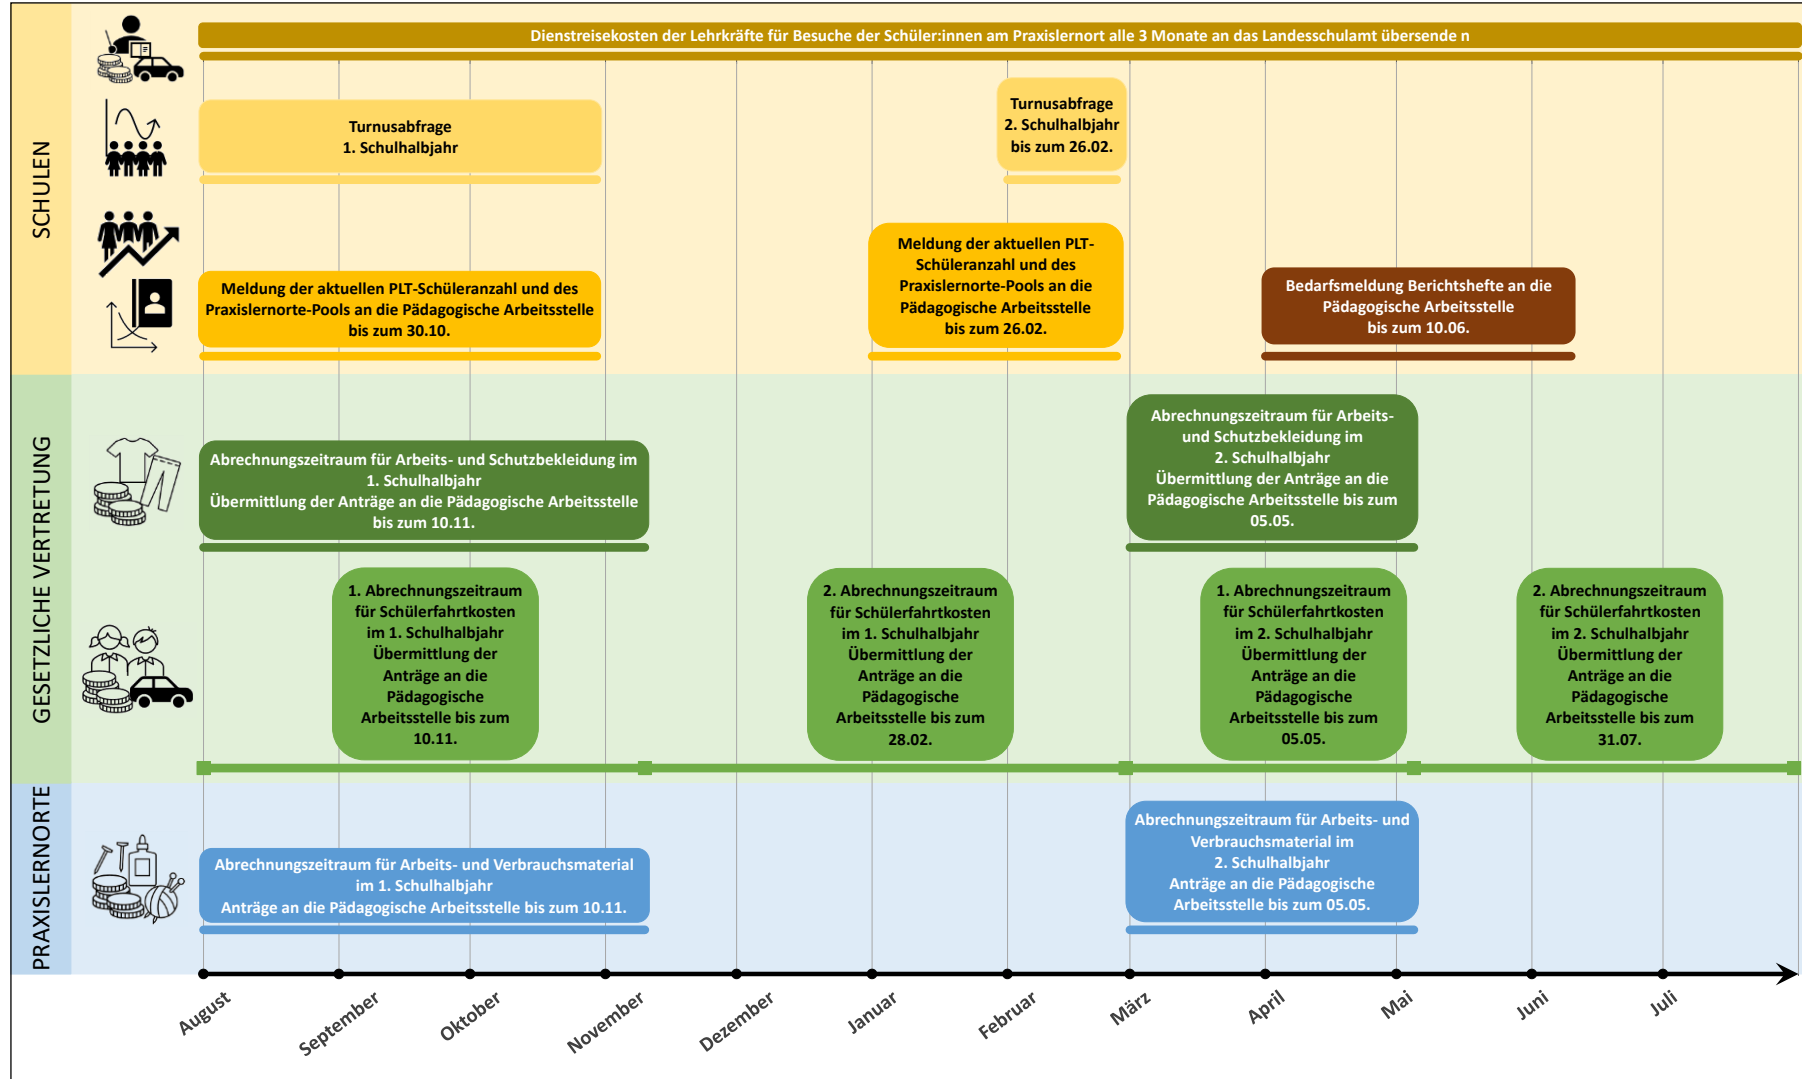 SCHULEN
Dienstreisekosten der Lehrkräfte für Besuche der Schüler:innen am Praxislernort alle 3 Monate an das Landesschulamt übersende n
Turnusabfrage
1. Schulhalbjahr
Turnusabfrage
2. Schulhalbjahr
bis zum 26.02.
Meldung der aktuellen PLT-Schüleranzahl und des
Praxislernorte-Pools an die Pädagogische Arbeitsstelle
bis zum 30.10.
Meldung der aktuellen PLT-
Schüleranzahl und des
Praxislernorte-Pools an die
Pädagogische Arbeitsstelle
bis zum 26.02.
Bedarfsmeldung Berichtshefte an die
Pädagogische Arbeitsstelle
bis zum 10.06.
GESETZLICHE VERTRETUNG
Abrechnungszeitraum für Arbeits- und Schutzbekleidung im
1. Schulhalbjahr
Übermittlung der Anträge an die Pädagogische Arbeitsstelle
bis zum 10.11.
Abrechnungszeitraum für Arbeits-
und Schutzbekleidung im
2. Schulhalbjahr
Übermittlung der Anträge an die
Pädagogische Arbeitsstelle bis zum
05.05.
1. Abrechnungszeitraum
für Schülerfahrtkosten
im 1. Schulhalbjahr
Übermittlung der
Anträge an die
Pädagogische
Arbeitsstelle bis zum
10.11.
2. Abrechnungszeitraum
für Schülerfahrtkosten
im 1. Schulhalbjahr
Übermittlung der
Anträge an die
Pädagogische
Arbeitsstelle bis zum
28.02.
1. Abrechnungszeitraum
für Schülerfahrtkosten
im 2. Schulhalbjahr
Übermittlung der
Anträge an die
Pädagogische
Arbeitsstelle bis zum
05.05.
2. Abrechnungszeitraum
für Schülerfahrtkosten
im 2. Schulhalbjahr
Übermittlung der
Anträge an die
Pädagogische
Arbeitsstelle bis zum
31.07.
PRAXISLERNORTE
Abrechnungszeitraum für Arbeits- und Verbrauchsmaterial
im 1. Schulhalbjahr
Anträge an die Pädagogische Arbeitsstelle bis zum 10.11.
Abrechnungszeitraum für Arbeits- und
Verbrauchsmaterial im
2. Schulhalbjahr
Anträge an die Pädagogische
Arbeitsstelle bis zum 05.05.
August
September
Oktober
November
Dezember
Januar
Februar
März
April
Mai
Juni
Juli